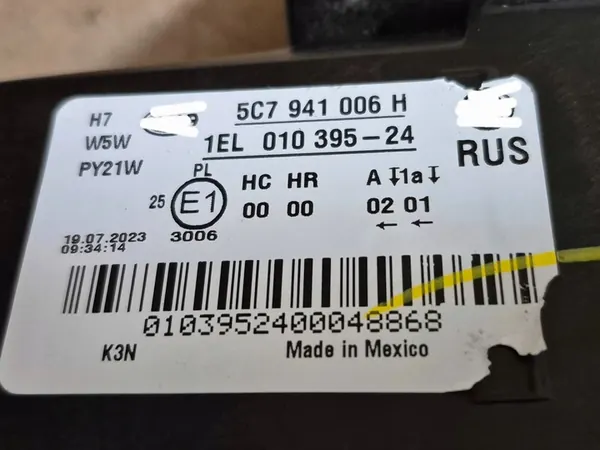 H7 5C7 941 006 H
W5W 1EL 010 395-24 RUS
PY21W PL HC HR A 1a
25 E1 00 00 02 01
← ←
19.07.2023 3006
09:34:14
0103952400048868
K3N Made in Mexico